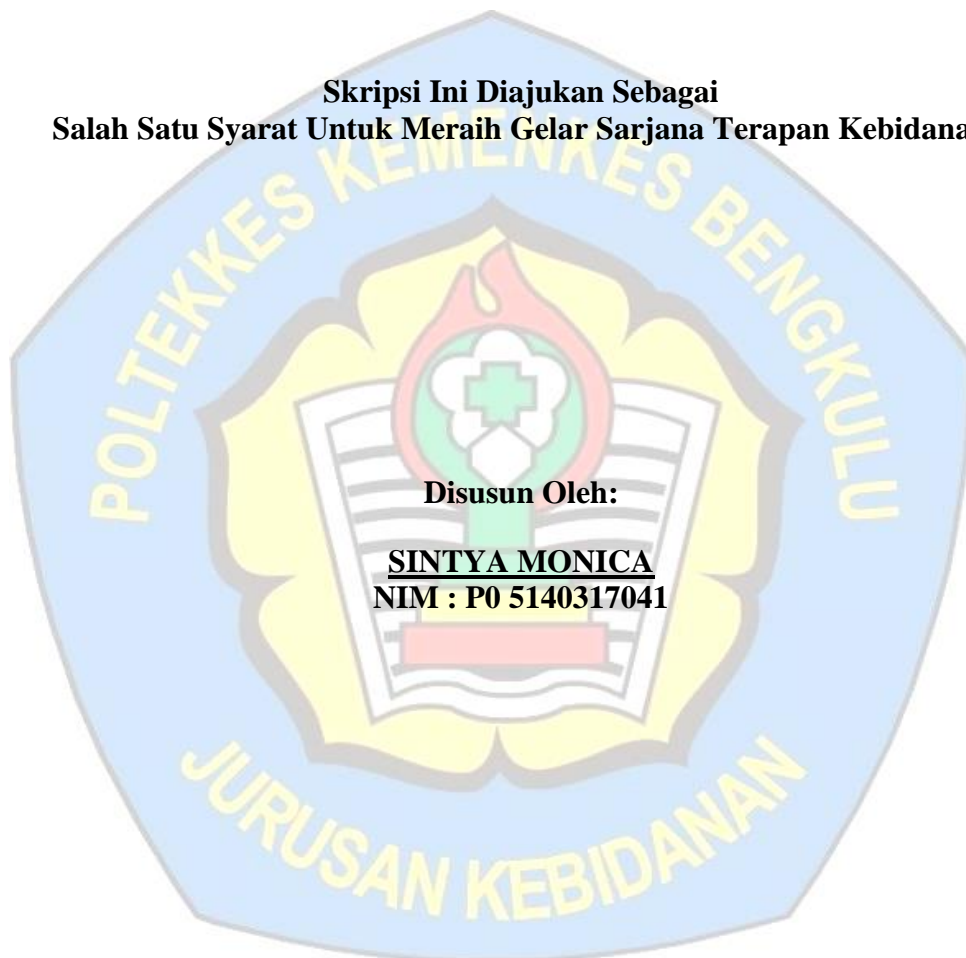 Skripsi Ini Diajukan Sebagai
Salah Satu Syarat Untuk Meraih Gelar Sarjana Terapan Kebidana
POLTEKKES KEMENKES BENGKULU
Disusun Oleh:
SINTYA MONICA
NIM : P0 5140317041
JURUSAN KEBIDANAN